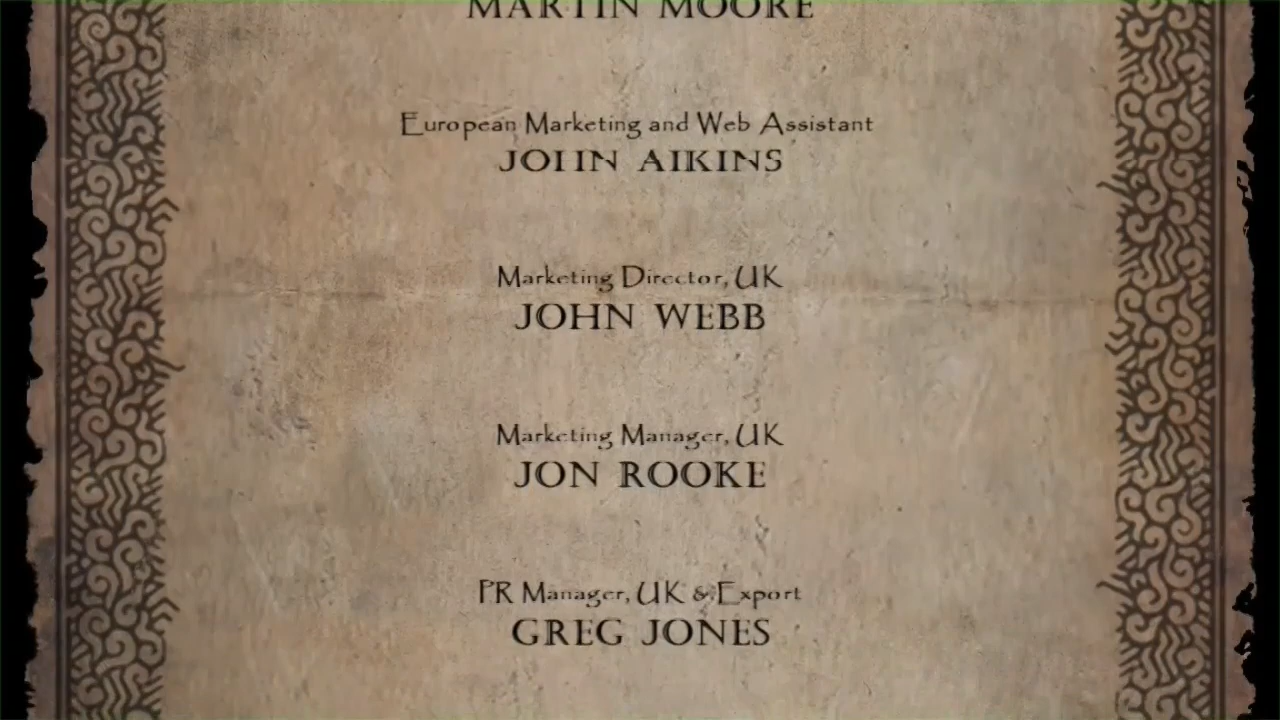 MARTIN MOORE
European Marketing and Web Assistant
JOHN AIKINS
Marketing Director, UK
JOHN WEBB
Marketing Manager, UK
JON ROOKE
PR Manager, UK & Export
GREG JONES